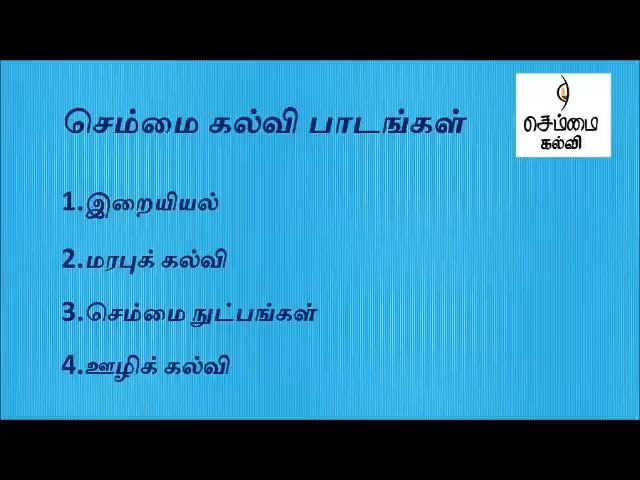 செம்மை கல்வி பாடங்கள்
செம்மை
கல்வி
1.இறையியல்
2.மரபுக் கல்வி
3.செம்மை நுட்பங்கள்
4.ஊழிக் கல்வி